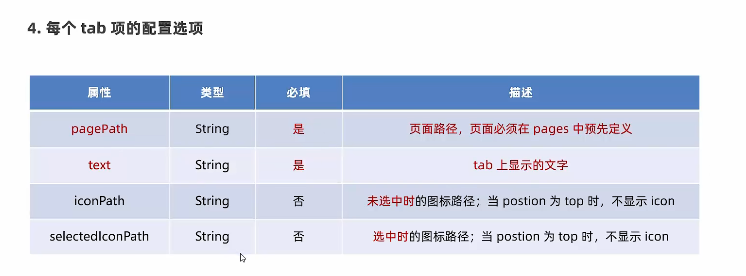 4. 每个 tab 项的配置选项
属性 类型 必填 描述
pagePath String 是 页面路径，页面必须在 pages 中预先定义
text String 是 tab 上显示的文字
iconPath String 否 未选中时的图标路径；当 postion 为 top 时，不显示 icon
selectedIconPath String 否 选中时的图标路径；当 postion 为 top 时，不显示 icon